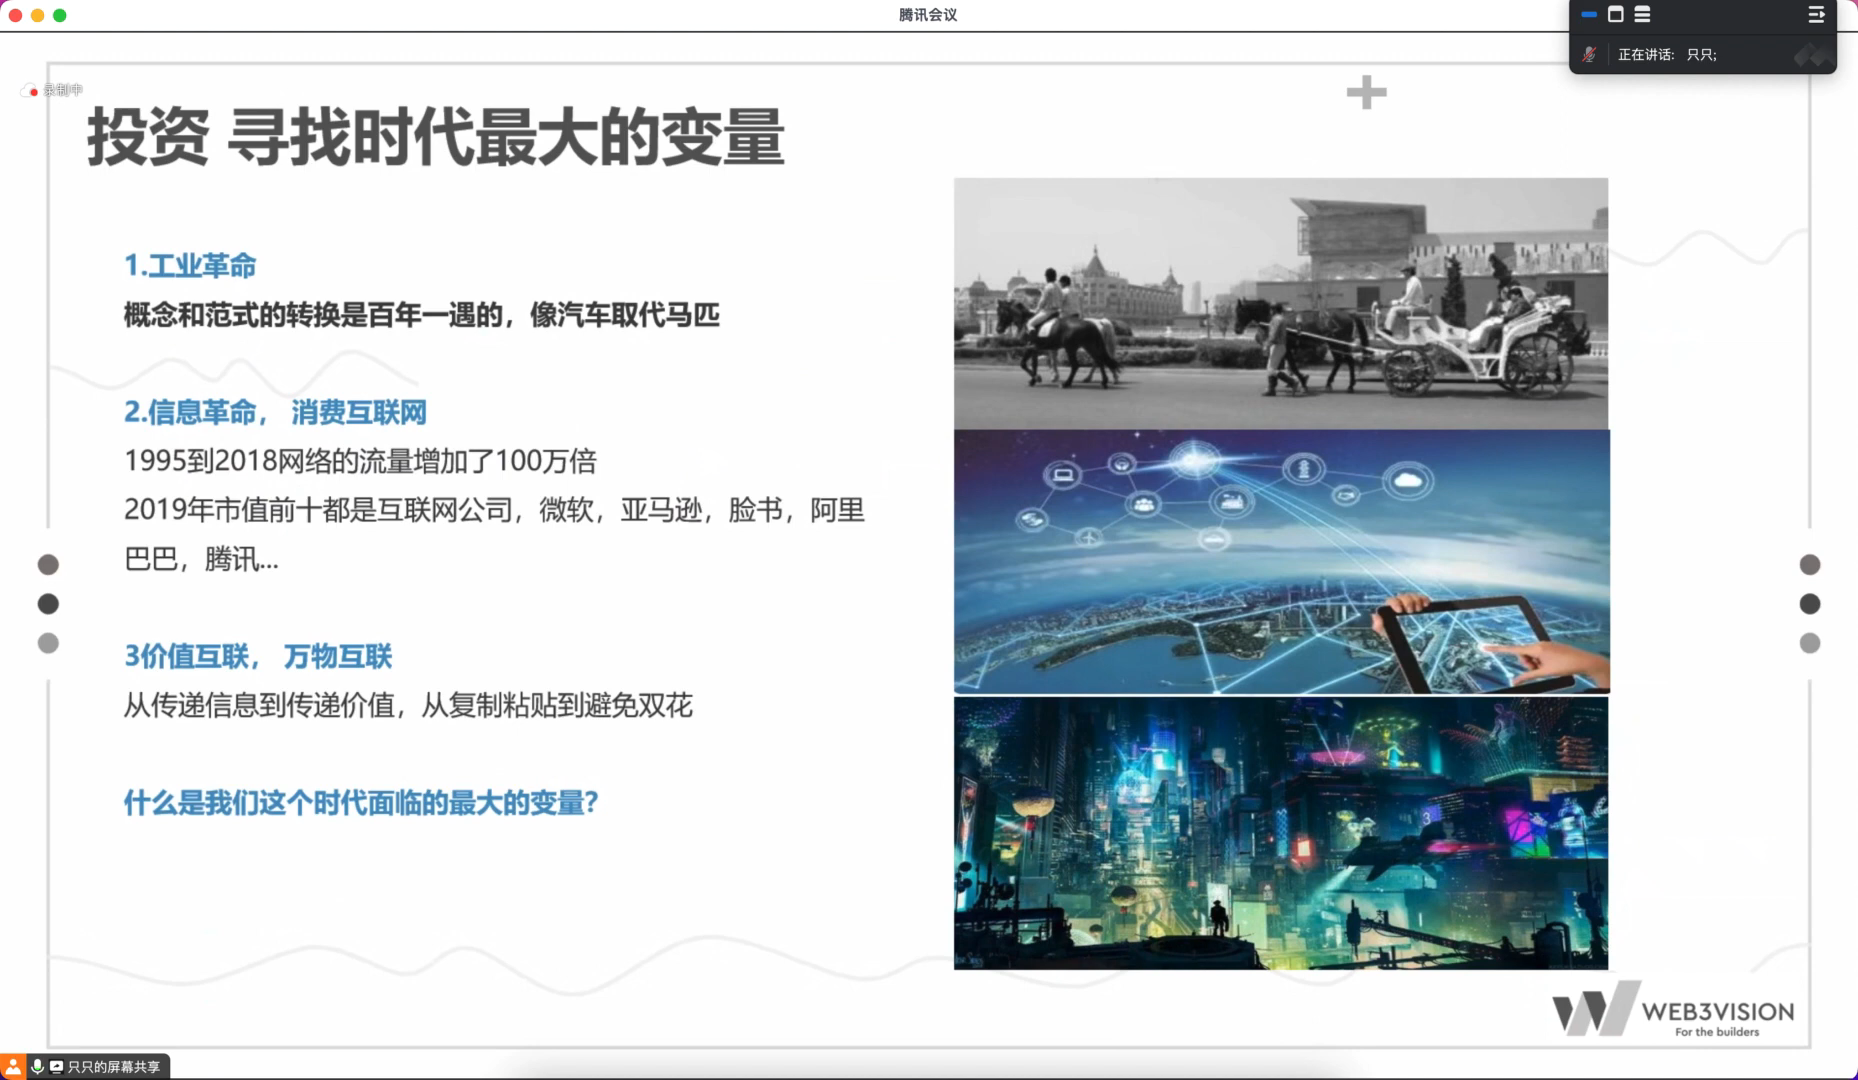 腾讯会议
正在讲话: 只只;
录制中
投资 寻找时代最大的变量
1.工业革命
概念和范式的转换是百年一遇的，像汽车取代马匹
2.信息革命， 消费互联网
1995到2018网络的流量增加了100万倍
2019年市值前十都是互联网公司，微软，亚马逊，脸书，阿里
巴巴，腾讯...
3价值互联， 万物互联
从传递信息到传递价值，从复制粘贴到避免双花
什么是我们这个时代面临的最大的变量？
WEB3VISION
For the builders
只只的屏幕共享